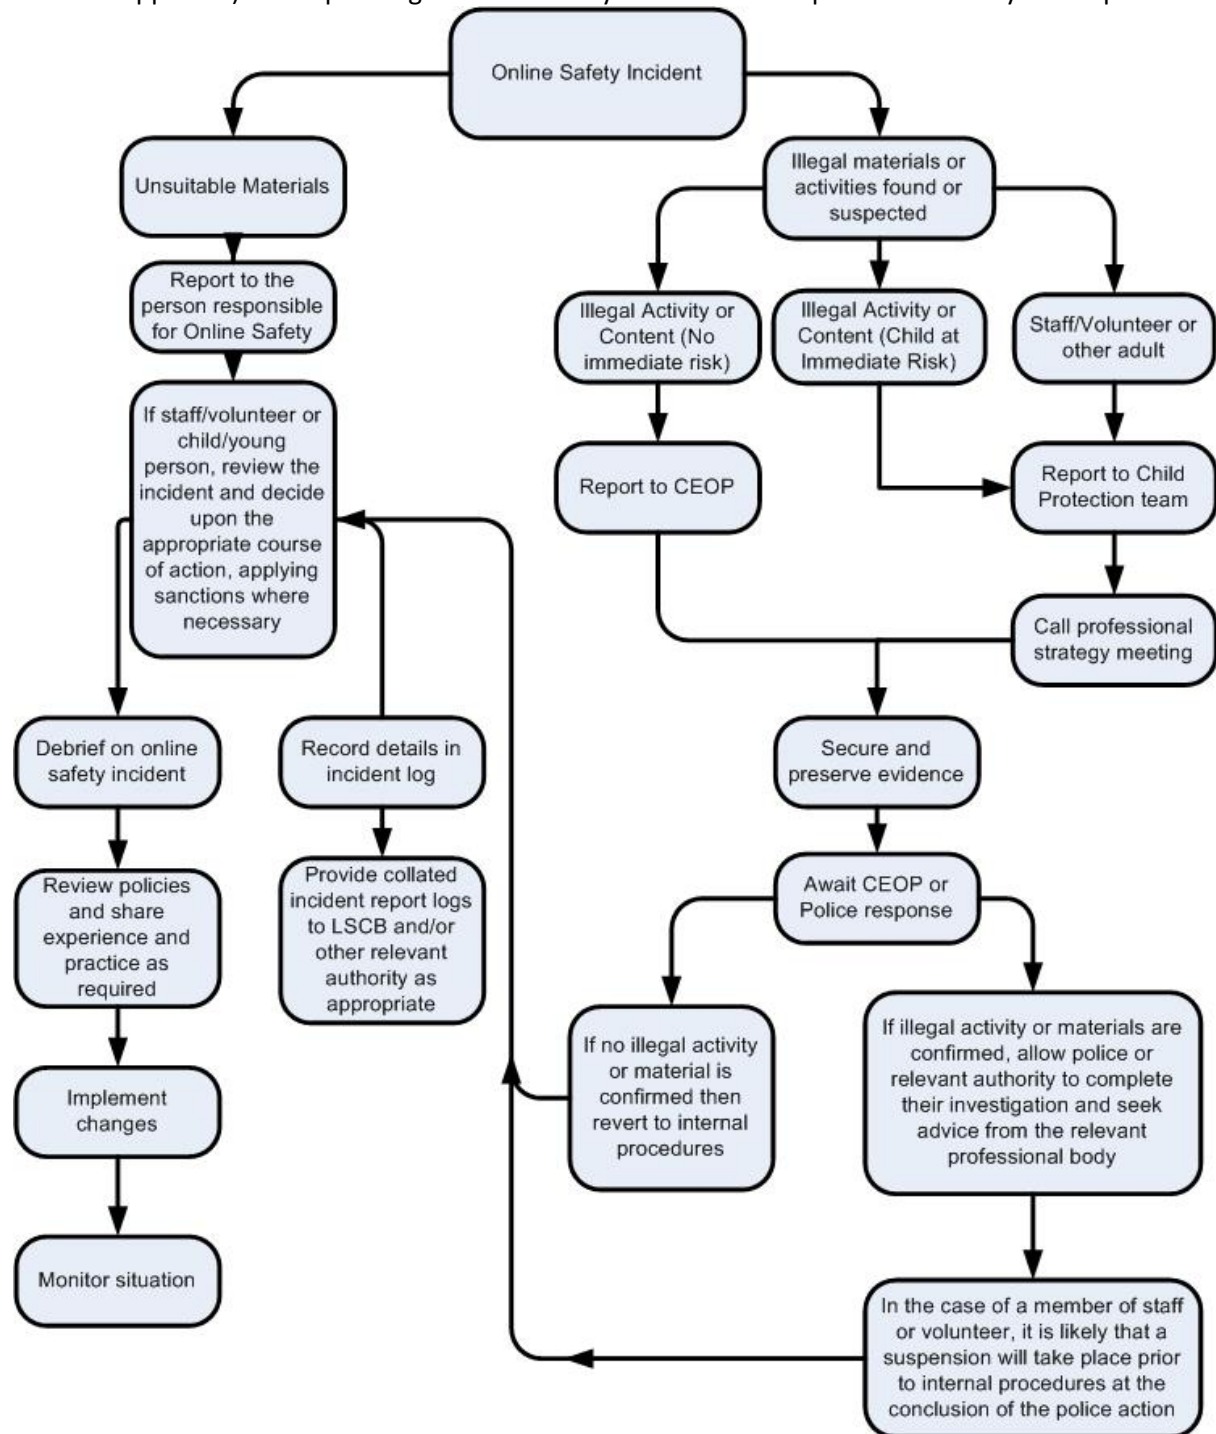 Online Safety Incident
Unsuitable Materials
Report to the
person responsible
for Online Safety
If staff/volunteer or
child/young
person, review the
incident and decide
upon the
appropriate course
of action, applying
sanctions where
necessary
Debrief on online
safety incident
Review policies
and share
experience and
practice as
required
Implement
changes
Monitor situation
Record details in
incident log
Provide collated
incident report logs
to LSCB and/or
other relevant
authority as
appropriate
Illegal materials or
activities found or
suspected
Illegal Activity or
Content (No
immediate risk)
Illegal Activity or
Content (Child at
Immediate Risk)
Staff/Volunteer or
other adult
Report to CEOP
Report to Child
Protection team
Call professional
strategy meeting
Secure and
preserve evidence
Await CEOP or
Police response
If no illegal activity
or material is
confirmed then
revert to internal
procedures
If illegal activity or materials are
confirmed, allow police or
relevant authority to complete
their investigation and seek
advice from the relevant
professional body
In the case of a member of staff
or volunteer, it is likely that a
suspension will take place prior
to internal procedures at the
conclusion of the police action